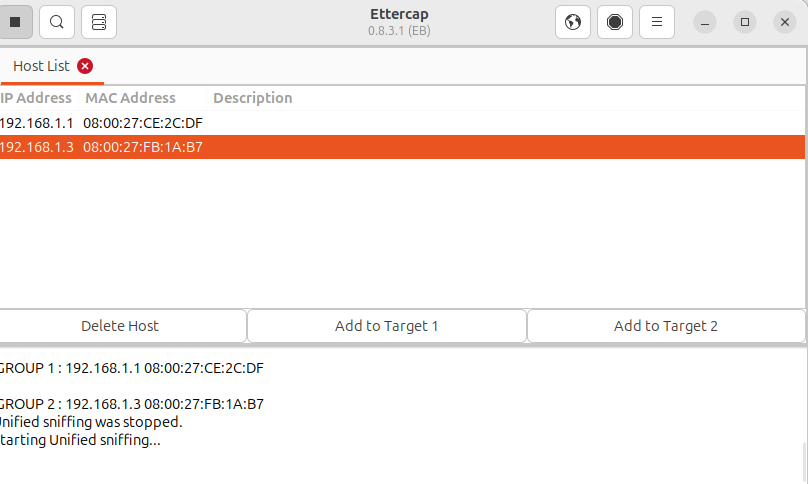 Ettercap
0.8.3.1 (EB)
Host List
IP Address MAC Address Description
192.168.1.1 08:00:27:CE:2C:DF
192.168.1.3 08:00:27:FB:1A:B7
Delete Host Add to Target 1 Add to Target 2
GROUP 1 : 192.168.1.1 08:00:27:CE:2C:DF
GROUP 2 : 192.168.1.3 08:00:27:FB:1A:B7
Unified sniffing was stopped.
tarting Unified sniffing...